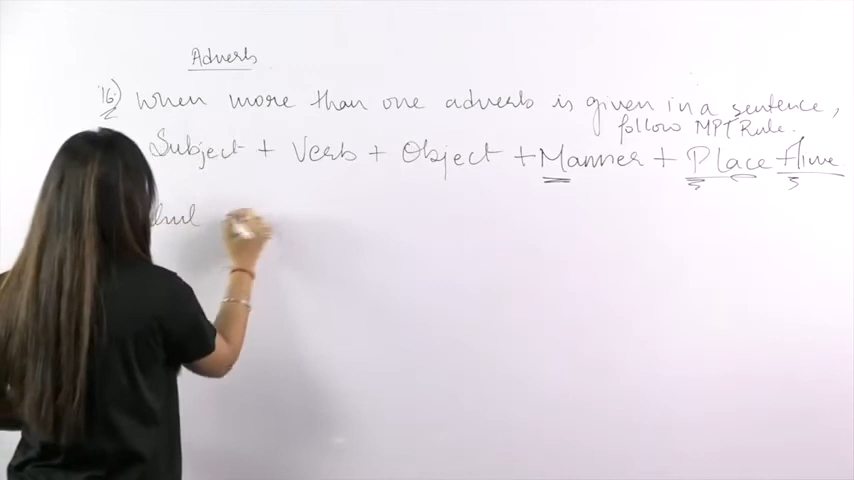 Adverb
16) When more than one adverb is given in a sentence,
follow MPT Rule.
Subject + Verb + Object + Manner + Place + Time